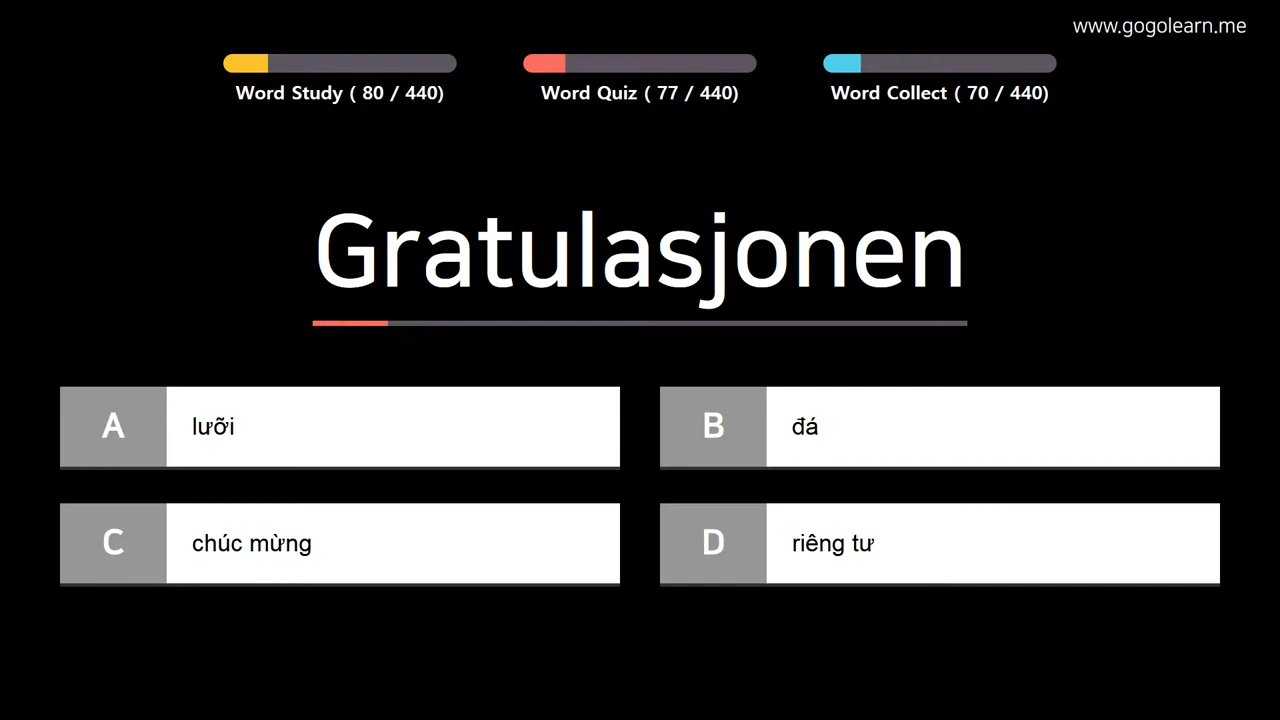 www.gogolearn.me
Word Study ( 80 / 440)
Word Quiz ( 77 / 440)
Word Collect ( 70 / 440)
Gratulasjonen
A lưỡi
B đá
C chúc mừng
D riêng tư